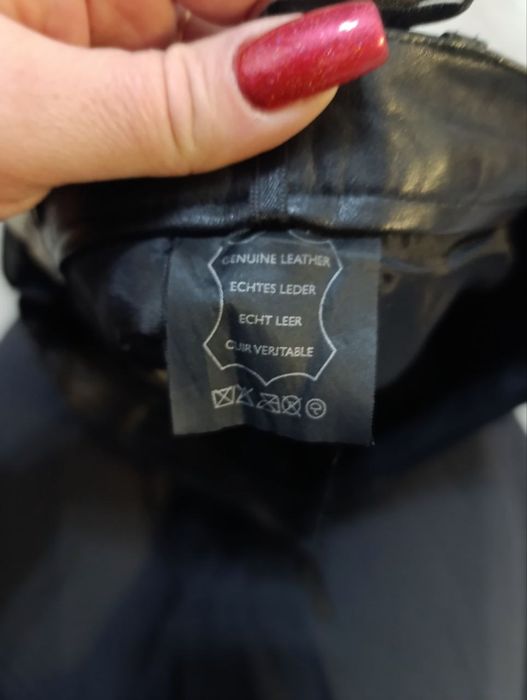 GENUINE LEATHER
ECHTES LEDER
ECHT LEER
CUIR VERITABLE